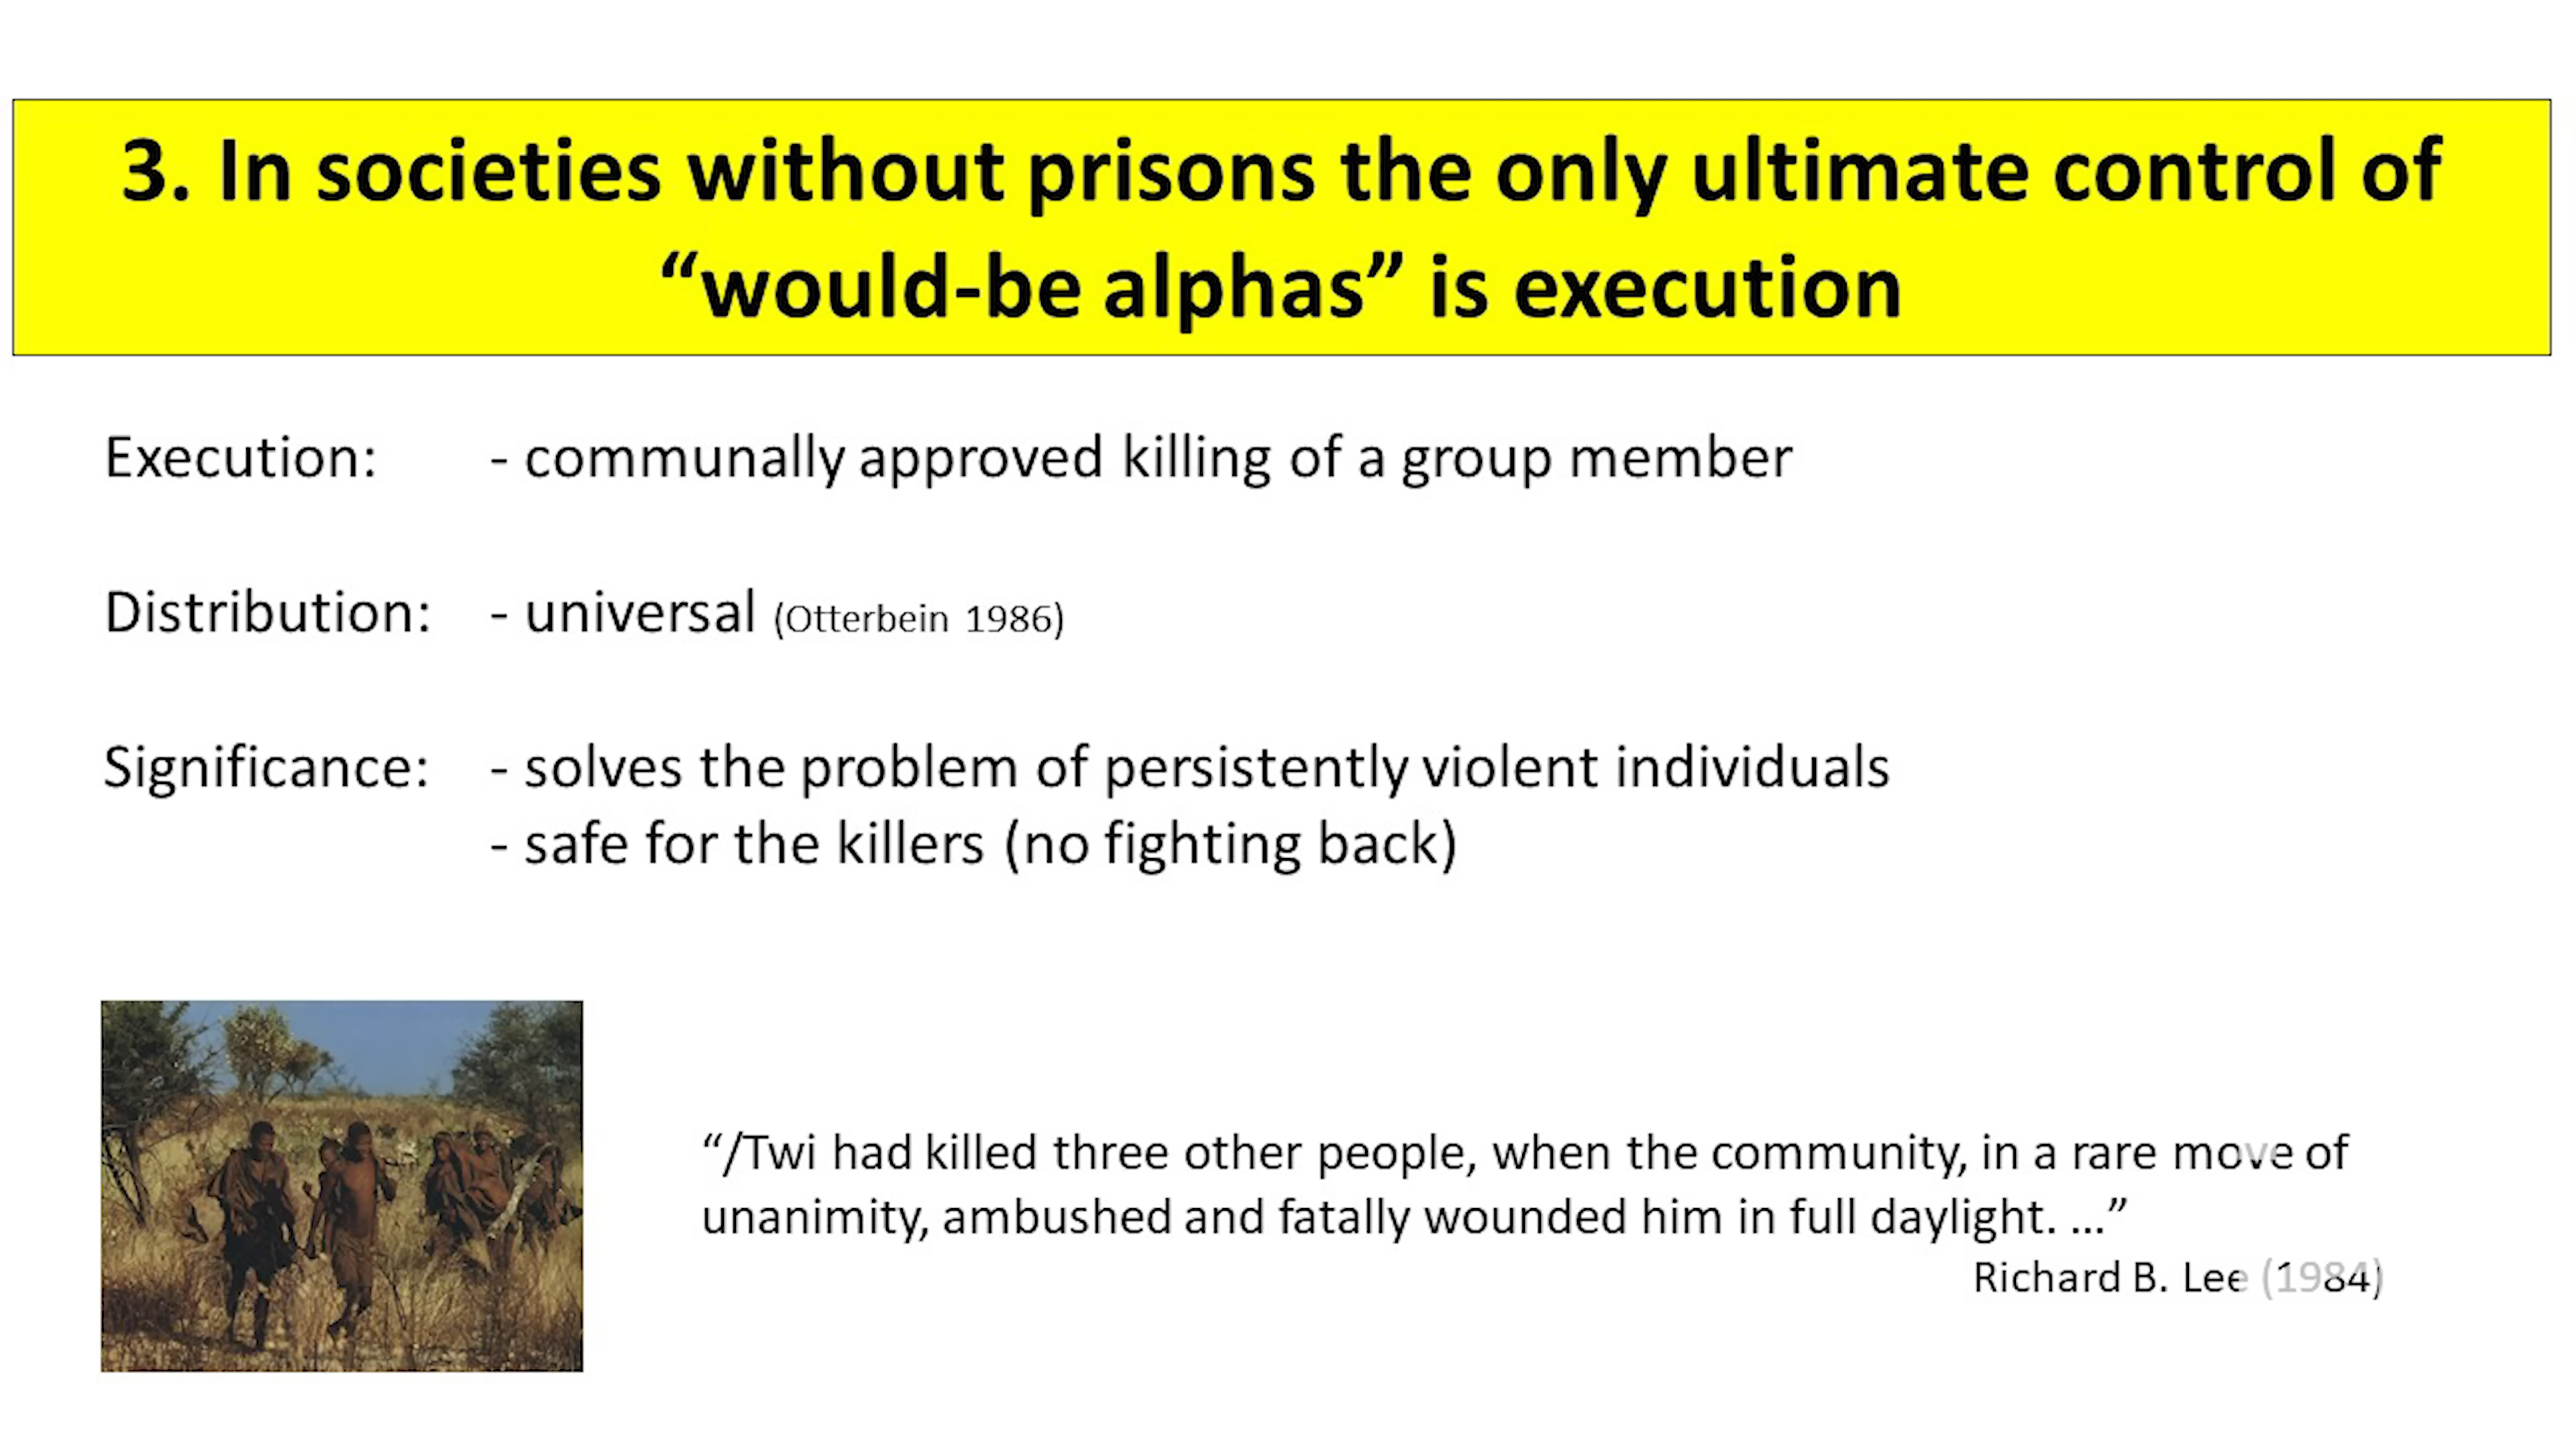 3. In societies without prisons the only ultimate control of
“would-be alphas” is execution
Execution: - communally approved killing of a group member
Distribution: - universal (Otterbein 1986)
Significance: - solves the problem of persistently violent individuals
- safe for the killers (no fighting back)
“/Twi had killed three other people, when the community, in a rare move of
unanimity, ambushed and fatally wounded him in full daylight. ...”
Richard B. Lee (1984)